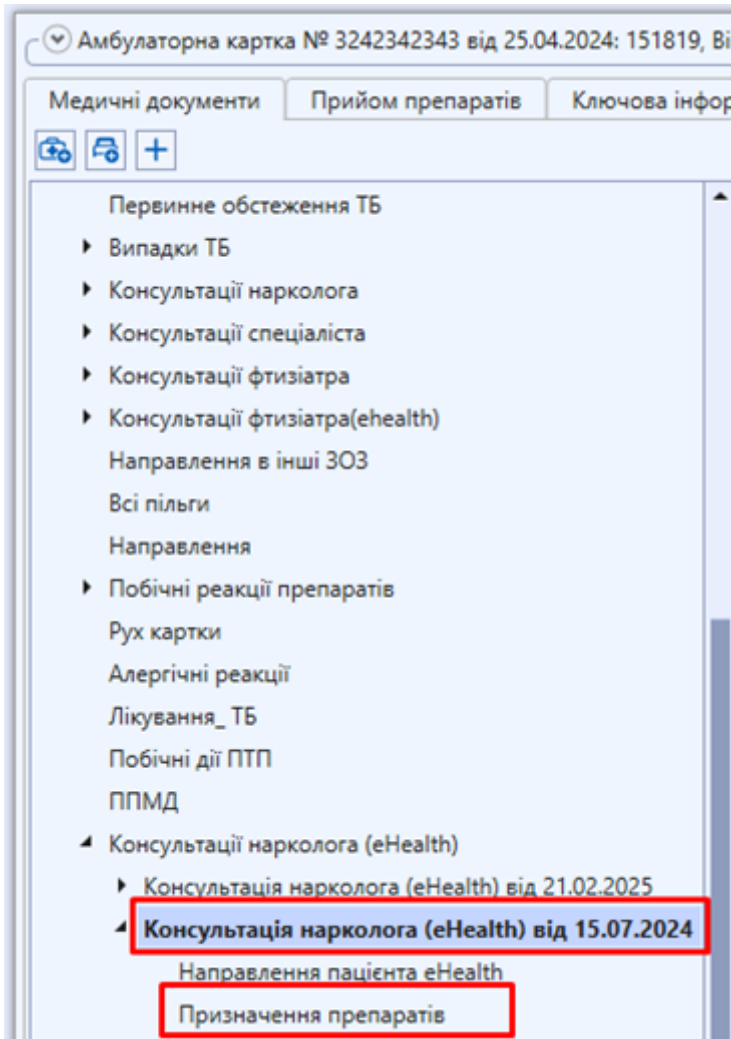 Амбулаторна картка № 3242342343 від 25.04.2024: 151819, Ві
Медичні документи Прийом препаратів Ключова інфор
Первинне обстеження ТБ
Випадки ТБ
Консультації нарколога
Консультації спеціаліста
Консультації фтизіатра
Консультації фтизіатра(ehealth)
Направлення в інші ЗОЗ
Всі пільги
Направлення
Побічні реакції препаратів
Рух картки
Алергічні реакції
Лікування_ ТБ
Побічні дії ПТП
ППМД
Консультації нарколога (eHealth)
Консультація нарколога (eHealth) від 21.02.2025
Консультація нарколога (eHealth) від 15.07.2024
Направлення пацієнта eHealth
Призначення препаратів